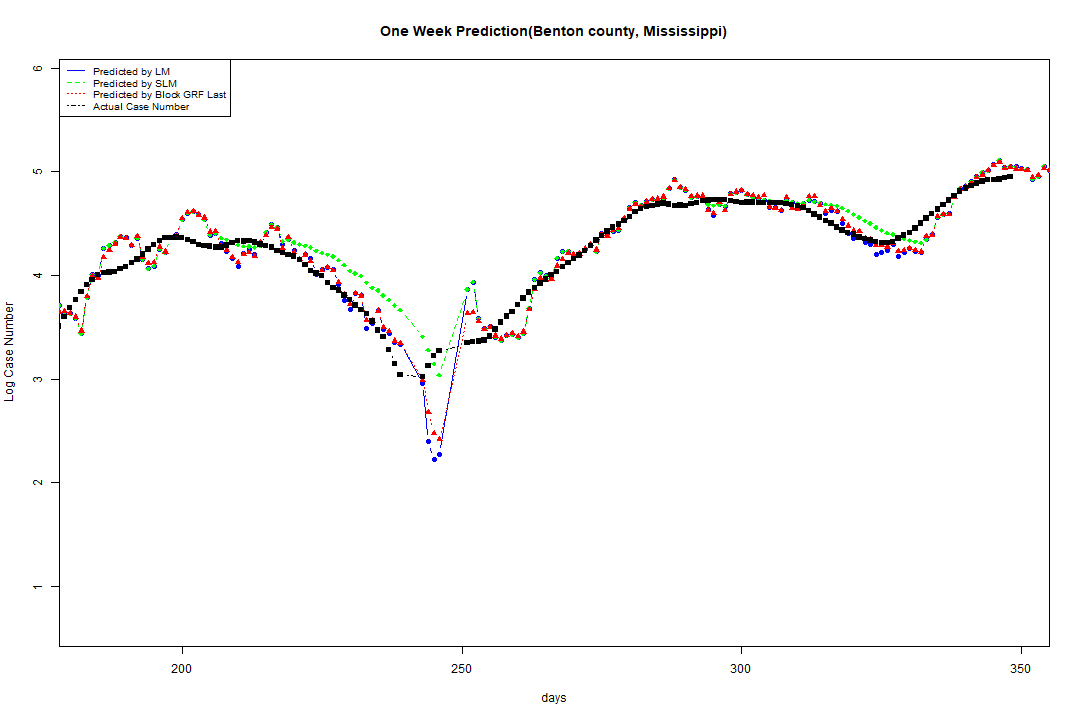 One Week Prediction(Benton county, Mississippi)
Predicted by LM
Predicted by SLM
Predicted by Block GRF Last
Actual Case Number
6
5
4
3
2
1
Log Case Number
200
250
300
350
days